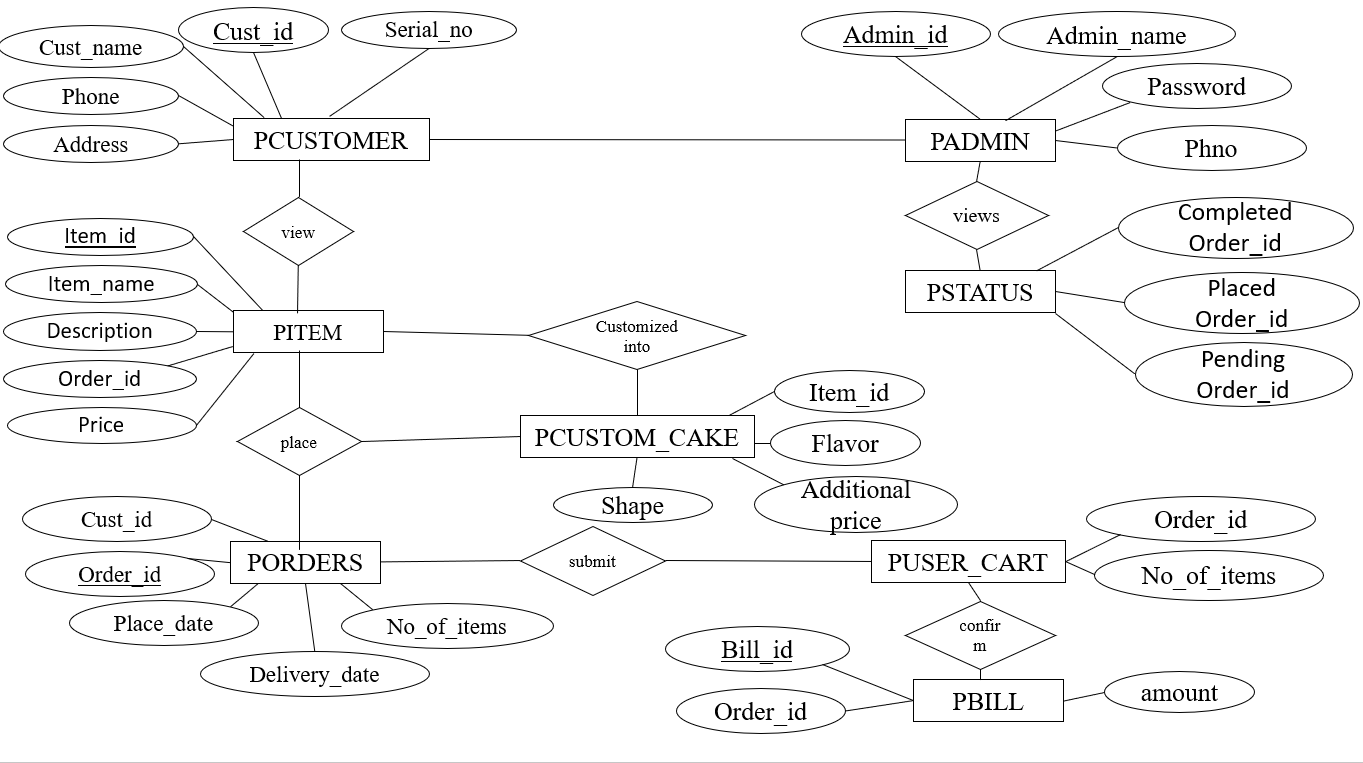 Cust_name
Cust_id
Serial_no
Admin_id
Admin_name
Phone
Password
Address
PCUSTOMER
PADMIN
Phno
view
views
Completed
Order_id
Item_id
Item_name
PSTATUS
Placed
Order_id
Description
PITEM
Customized
into
Order_id
Pending
Order_id
Price
Item_id
place
PCUSTOM_CAKE
Flavor
Shape
Additional
price
Cust_id
Order_id
PORDERS
submit
PUSER_CART
Order_id
No_of_items
Place_date
No_of_items
Delivery_date
confir
m
Bill_id
Order_id
PBILL
amount